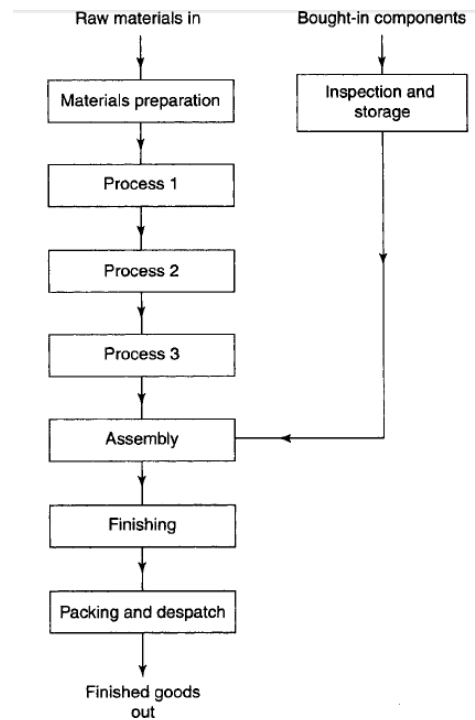 Raw materials in
Bought-in components
Materials preparation
Inspection and
storage
Process 1
Process 2
Process 3
Assembly
Finishing
Packing and despatch
Finished goods
out